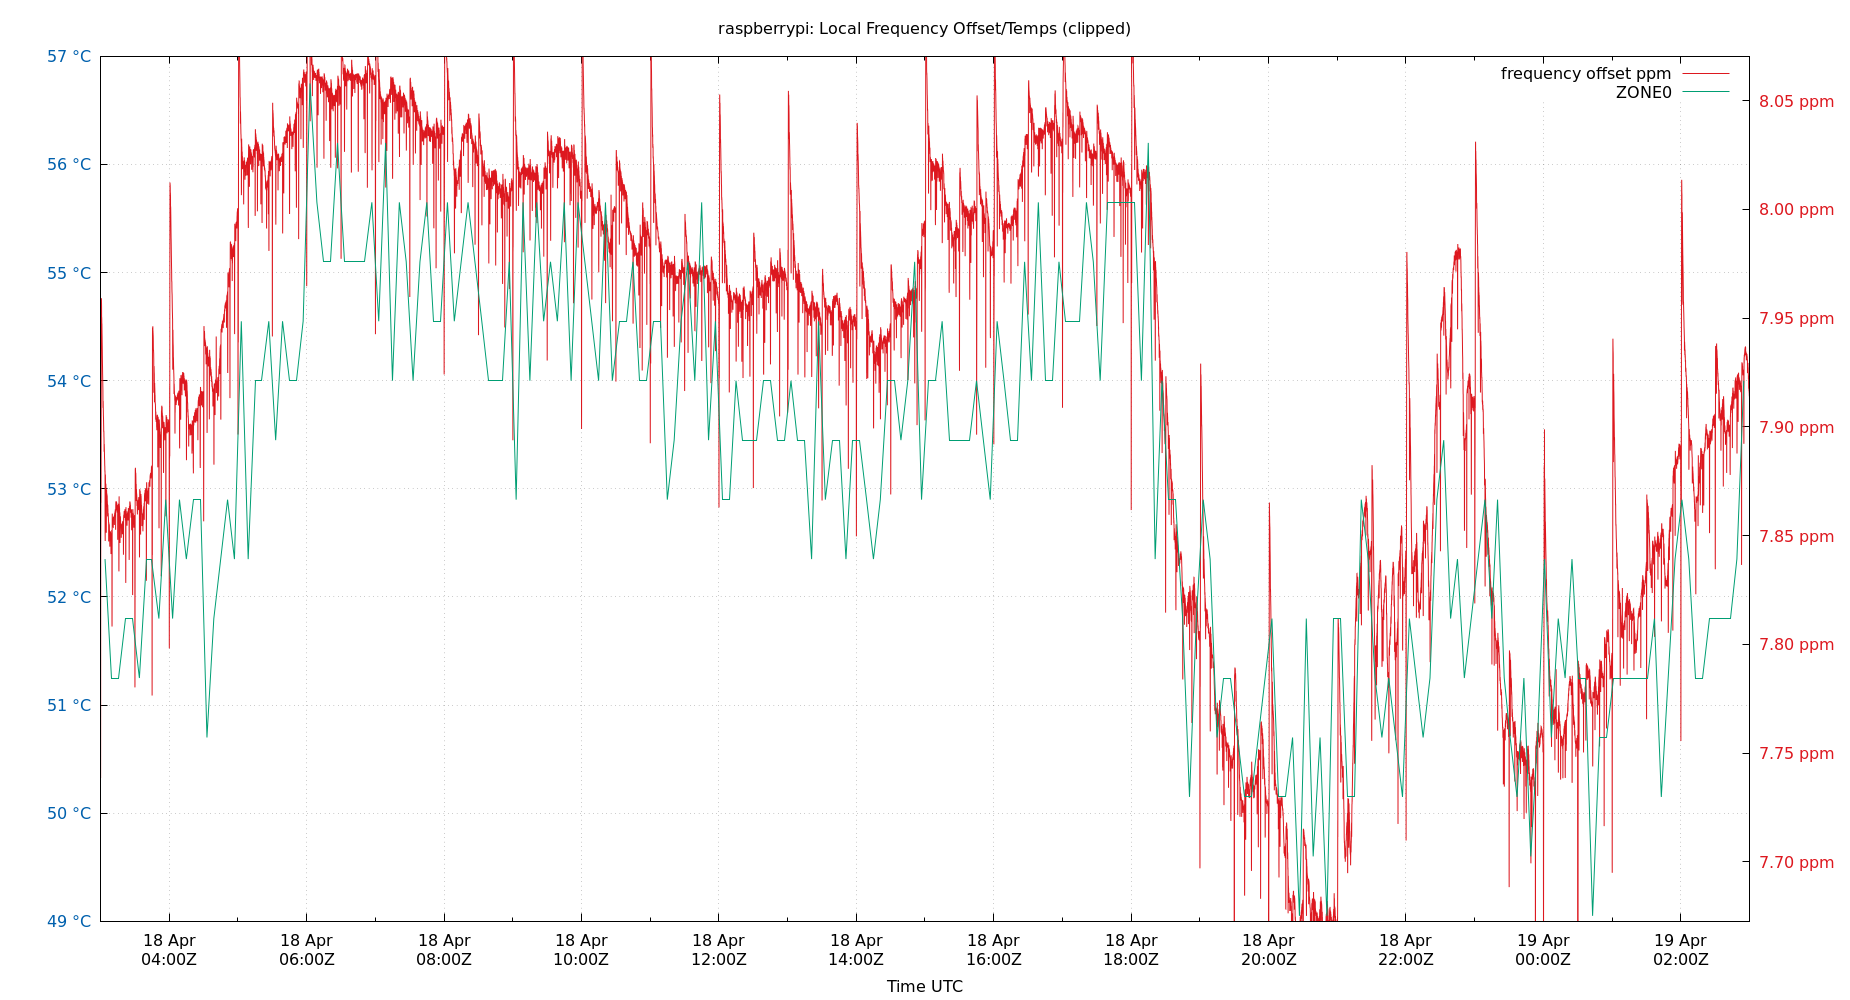 raspberrypi: Local Frequency Offset/Temps (clipped)
frequency offset ppm
ZONE0
57 °C
56 °C
55 °C
54 °C
53 °C
52 °C
51 °C
50 °C
49 °C
8.05 ppm
8.00 ppm
7.95 ppm
7.90 ppm
7.85 ppm
7.80 ppm
7.75 ppm
7.70 ppm
18 Apr 18 Apr 18 Apr 18 Apr 18 Apr 18 Apr 18 Apr 18 Apr 18 Apr 18 Apr 19 Apr 19 Apr
04:00Z 06:00Z 08:00Z 10:00Z 12:00Z 14:00Z 16:00Z 18:00Z 20:00Z 22:00Z 00:00Z 02:00Z
Time UTC